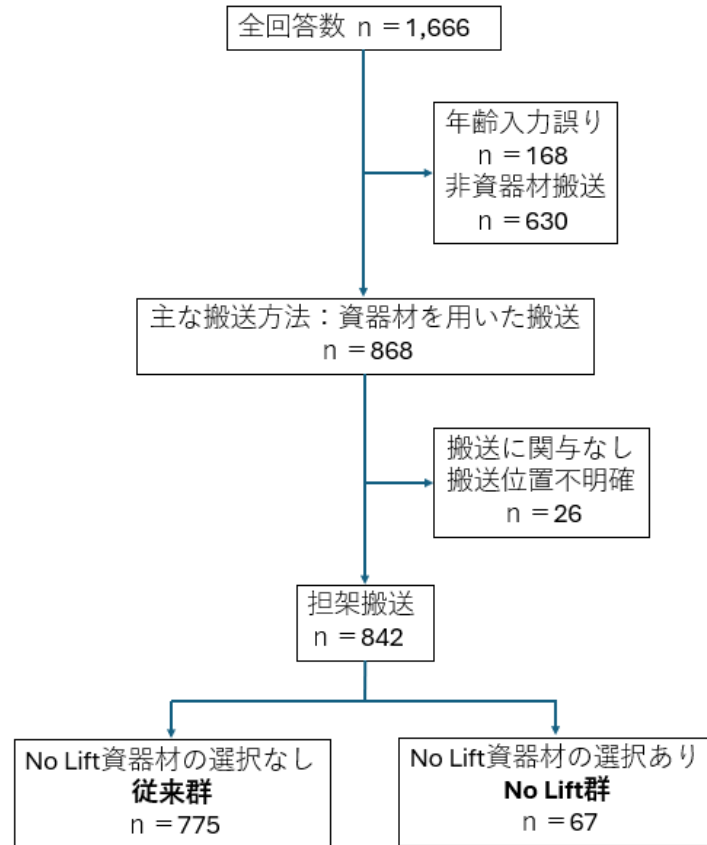 全回答数 n＝1,666
年齢入力誤り
n＝168
非資器材搬送
n＝630
主な搬送方法：資器材を用いた搬送
n＝868
搬送に関与なし
搬送位置不明確
n＝26
担架搬送
n＝842
No Lift資器材の選択なし
従来群
n＝775
No Lift資器材の選択あり
No Lift群
n＝67